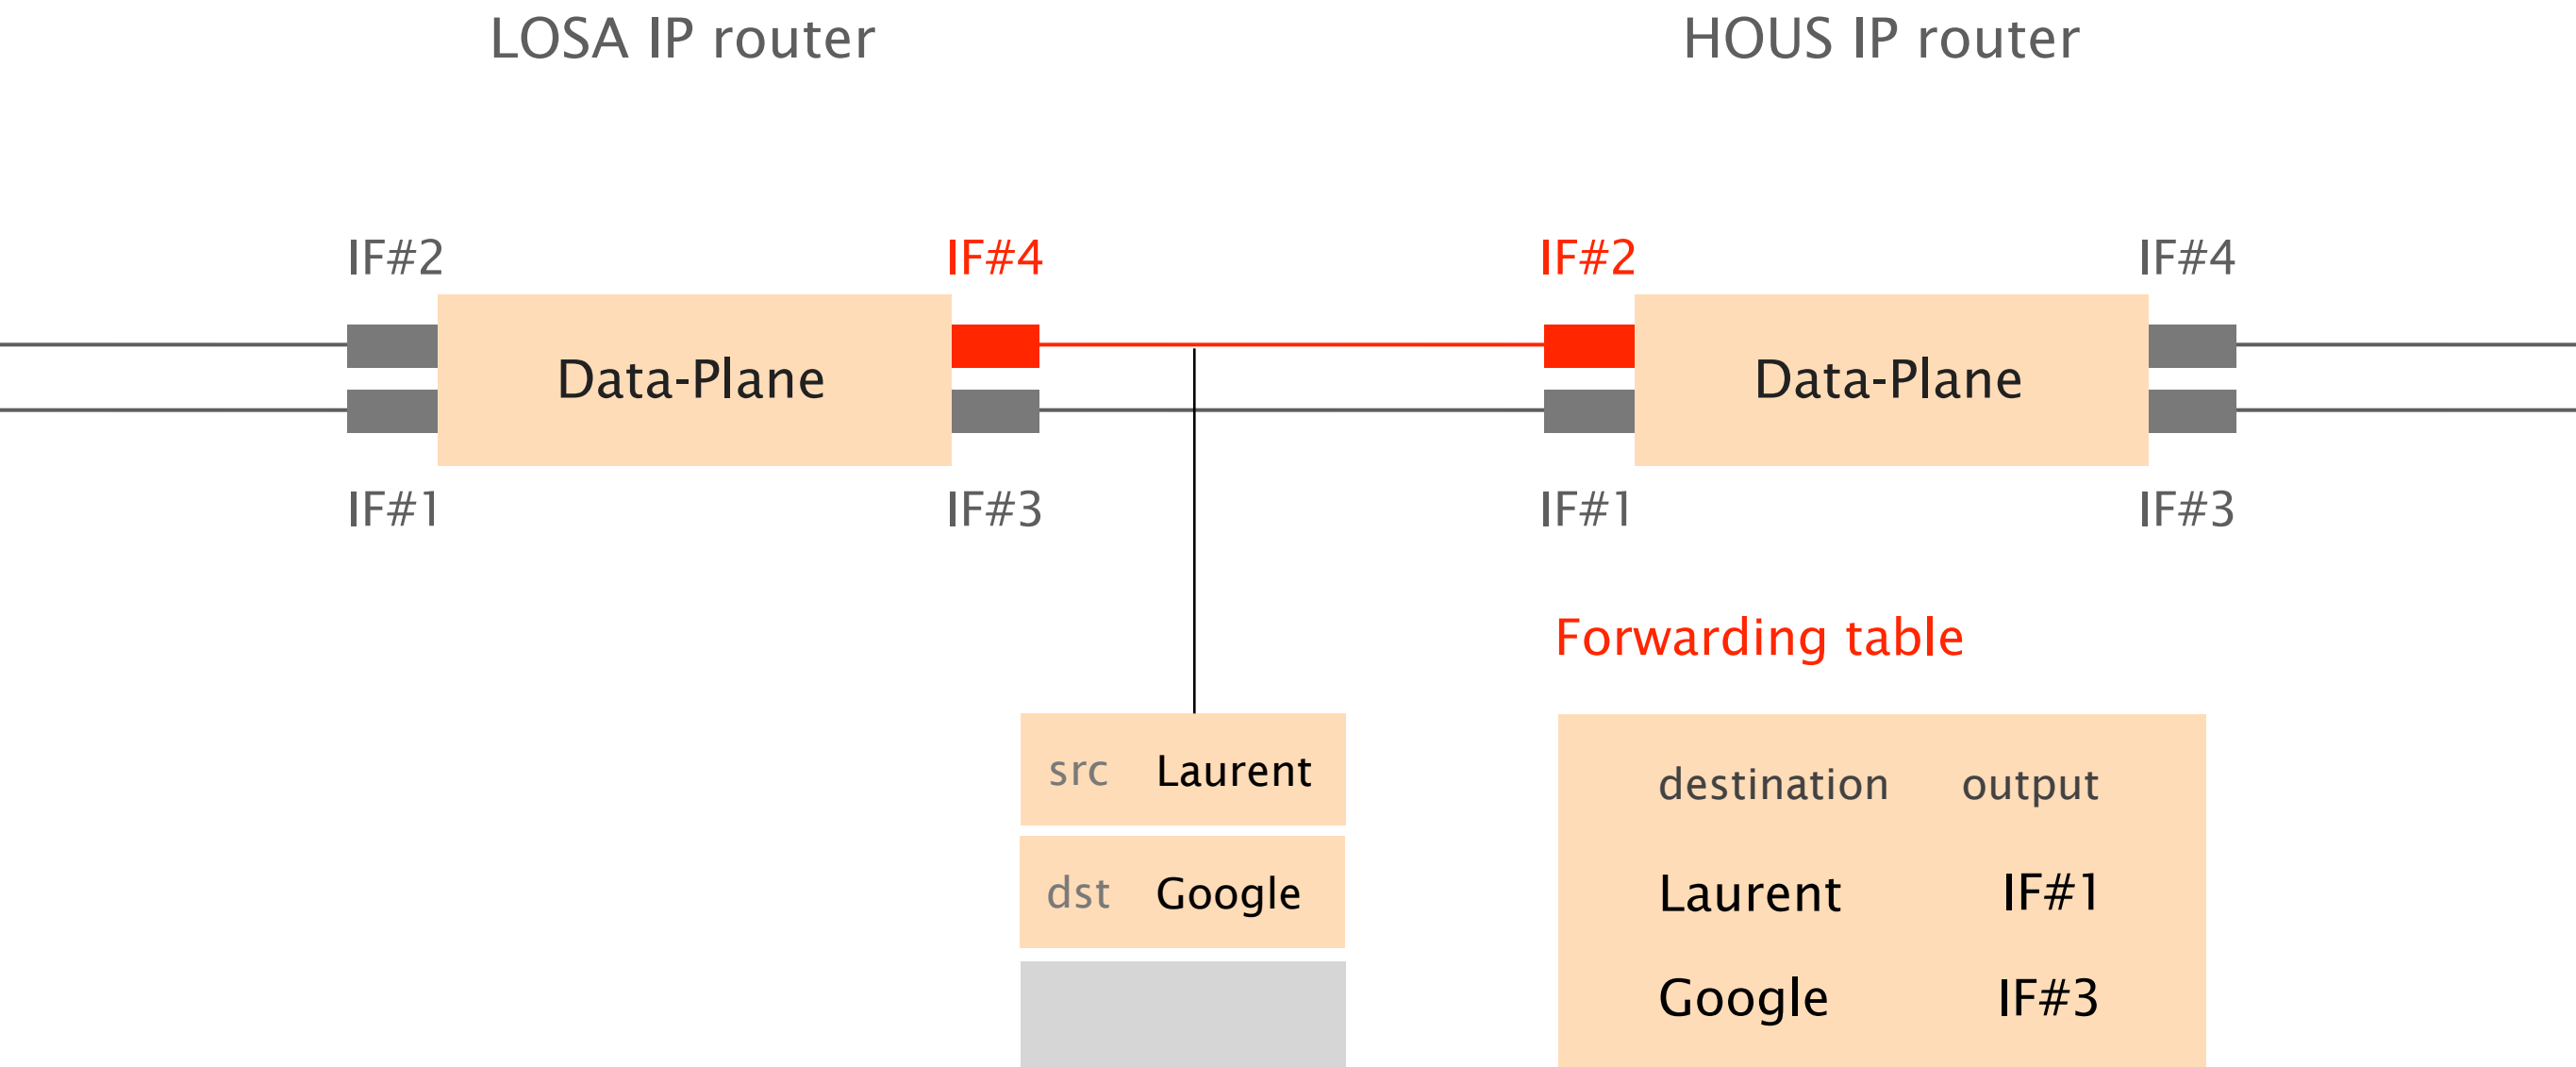 LOSA IP router
HOUS IP router
IF#2
IF#4
IF#2
IF#4
Data-Plane
Data-Plane
IF#1
IF#3
IF#1
IF#3
Forwarding table
src Laurent
dst Google
destination output
Laurent IF#1
Google IF#3